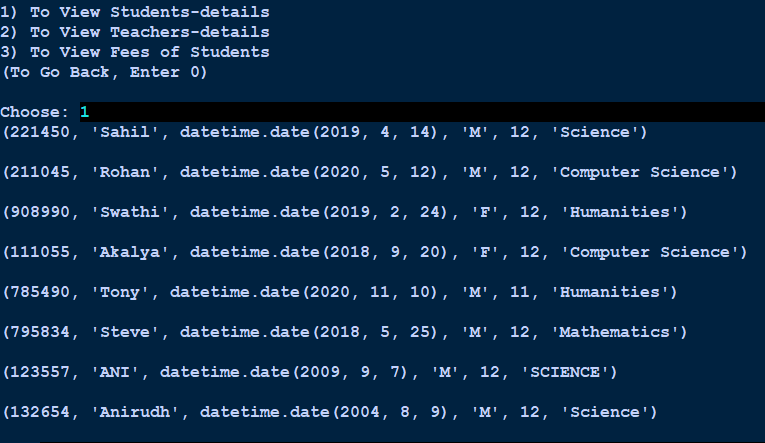 1) To View Students-details
2) To View Teachers-details
3) To View Fees of Students
(To Go Back, Enter 0)
Choose: 1
(221450, 'Sahil', datetime.date(2019, 4, 14), 'M', 12, 'Science')
(211045, 'Rohan', datetime.date(2020, 5, 12), 'M', 12, 'Computer Science')
(908990, 'Swathi', datetime.date(2019, 2, 24), 'F', 12, 'Humanities')
(111055, 'Akalya', datetime.date(2018, 9, 20), 'F', 12, 'Computer Science')
(785490, 'Tony', datetime.date(2020, 11, 10), 'M', 11, 'Humanities')
(795834, 'Steve', datetime.date(2018, 5, 25), 'M', 12, 'Mathematics')
(123557, 'ANI', datetime.date(2009, 9, 7), 'M', 12, 'SCIENCE')
(132654, 'Anirudh', datetime.date(2004, 8, 9), 'M', 12, 'Science')